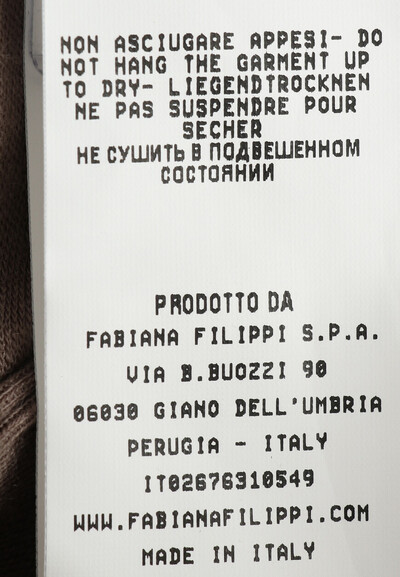 NON ASCIUGARE APPESI- DO
NOT HANG THE GARMENT UP
TO DRY- LIEGENDTROCKNEN
NE PAS SUSPENDRE POUR
SECHER
НЕ СУШИТЬ В ПОДВЕШЕННОМ
СОСТОЯНИИ
PRODOTTO DA
FABIANA FILIPPI S.P.A.
VIA B.BUOZZI 90
06030 GIANO DELL'UMBRIA
PERUGIA - ITALY
IT02676310549
WWW.FABIANAFILIPPI.COM
MADE IN ITALY